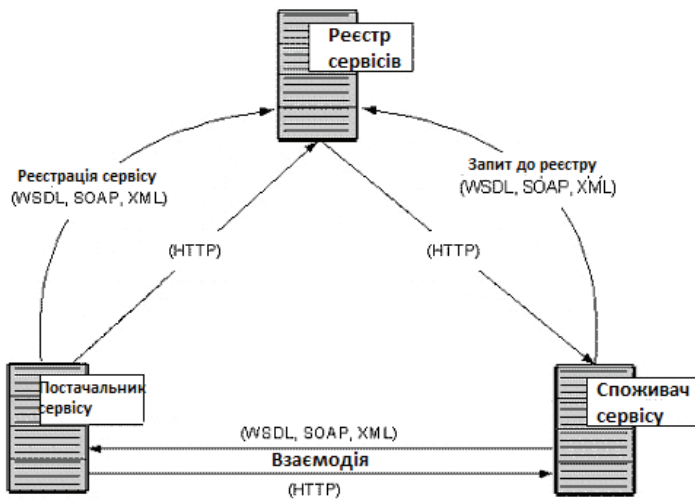 Реєстр
сервісів
Реєстрація сервісу
(WSDL, SOAP, XML)
Запит до реєстру
(WSDL, SOAP, XML)
(HTTP)
(HTTP)
Постачальник
сервісу
Споживач
сервісу
(WSDL, SOAP, XML)
Взаємодія
(HTTP)